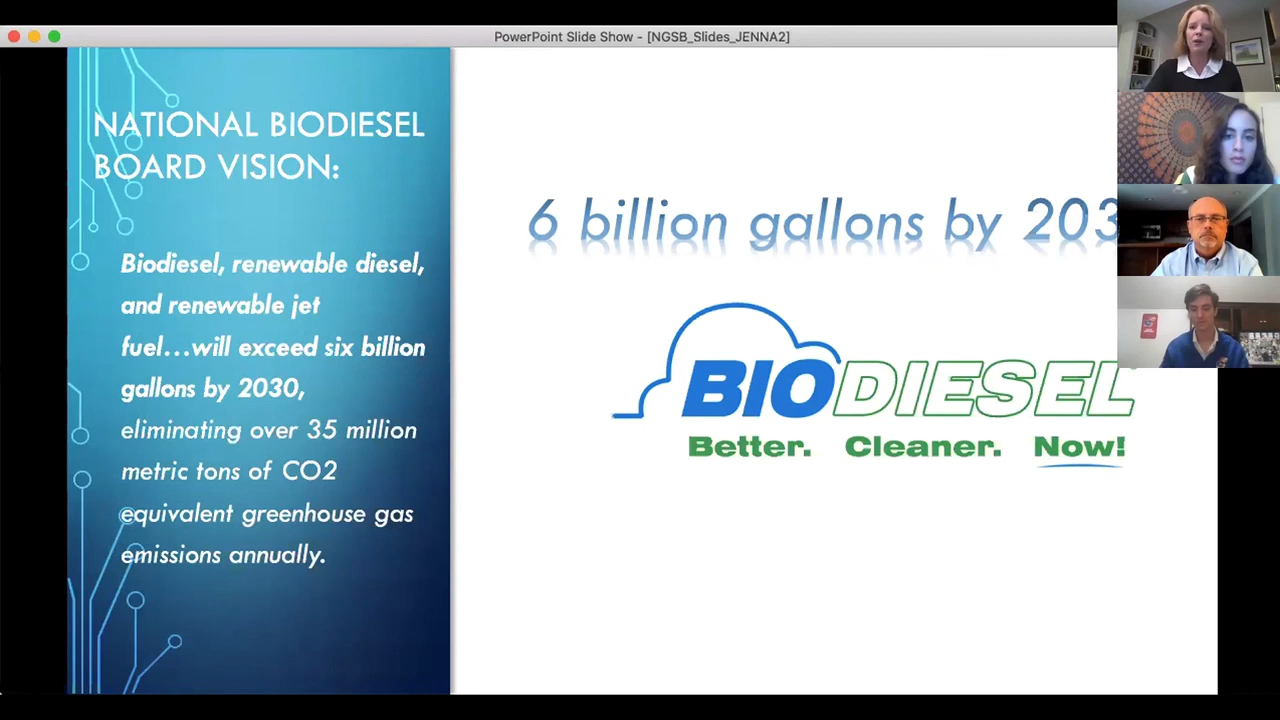 PowerPoint Slide Show - [NGSB_Slides_JENNA2]
NATIONAL BIODIESEL
BOARD VISION:
Biodiesel, renewable diesel,
and renewable jet
fuel...will exceed six billion
gallons by 2030,
eliminating over 35 million
metric tons of CO2
equivalent greenhouse gas
emissions annually.
6 billion gallons by 203
BIODIESEL
Better. Cleaner. Now!